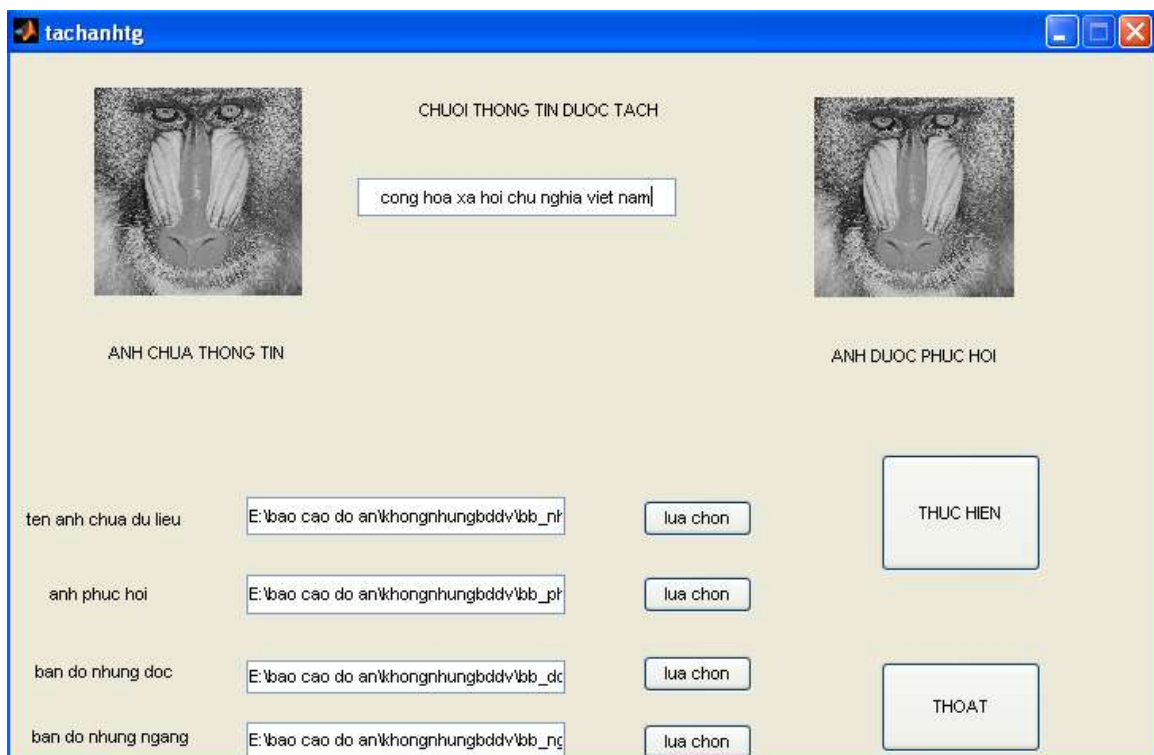 tachanhtg
CHUOI THONG TIN DUOC TACH
cong hoa xa hoi chu nghia viet nam
ANH CHUA THONG TIN
ANH DUOC PHUC HOI
ten anh chua du lieu
E:\bao cao do an\khongnhungbddv\bb_nh
lua chon
THUC HIEN
anh phuc hoi
E:\bao cao do an\khongnhungbddv\bb_ph
lua chon
ban do nhung doc
E:\bao cao do an\khongnhungbddv\bb_do
lua chon
THOAT
ban do nhung ngang
E:\bao cao do an\khongnhungbddv\bb_ng
lua chon